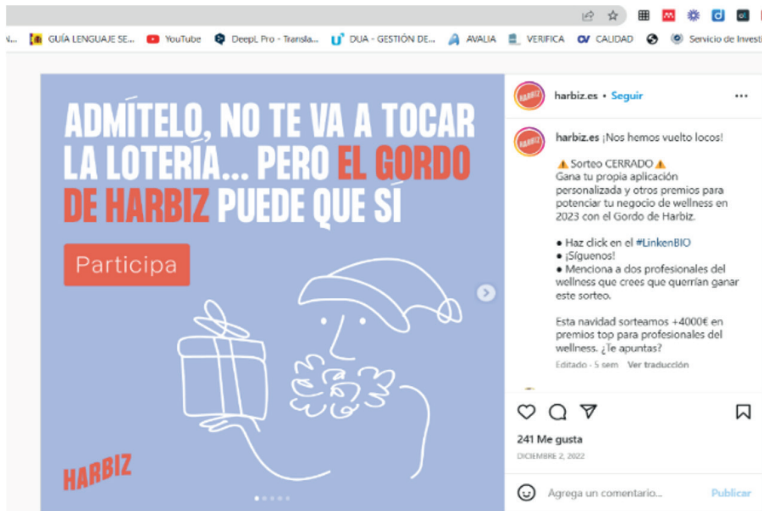 GUÍA LENGUAJE SE...
YouTube
DeepL Pro - Transla...
DUA - GESTIÓN DE...
AVALIA
VERIFICA
CALIDAD
Servicio de Investi
ADMÍTELO, NO TE VA A TOCAR
LA LOTERÍA... PERO EL GORDO
DE HARBIZ PUEDE QUE SÍ
Participa
HARBIZ
harbiz.es • Seguir
harbiz.es ¡Nos hemos vuelto locos!
⚠️ Sorteo CERRADO ⚠️
Gana tu propia aplicación
personalizada y otros premios para
potenciar tu negocio de wellness en
2023 con el Gordo de Harbiz.
● Haz click en el #LinkenBIO
● ¡Síguenos!
● Menciona a dos profesionales del
wellness que crees que querrían ganar
este sorteo.
Esta navidad sorteamos +4000€ en
premios top para profesionales del
wellness. ¿Te apuntas?
Editado · 5 sem Ver traducción
241 Me gusta
DICIEMBRE 2, 2022
Agrega un comentario...
Publicar